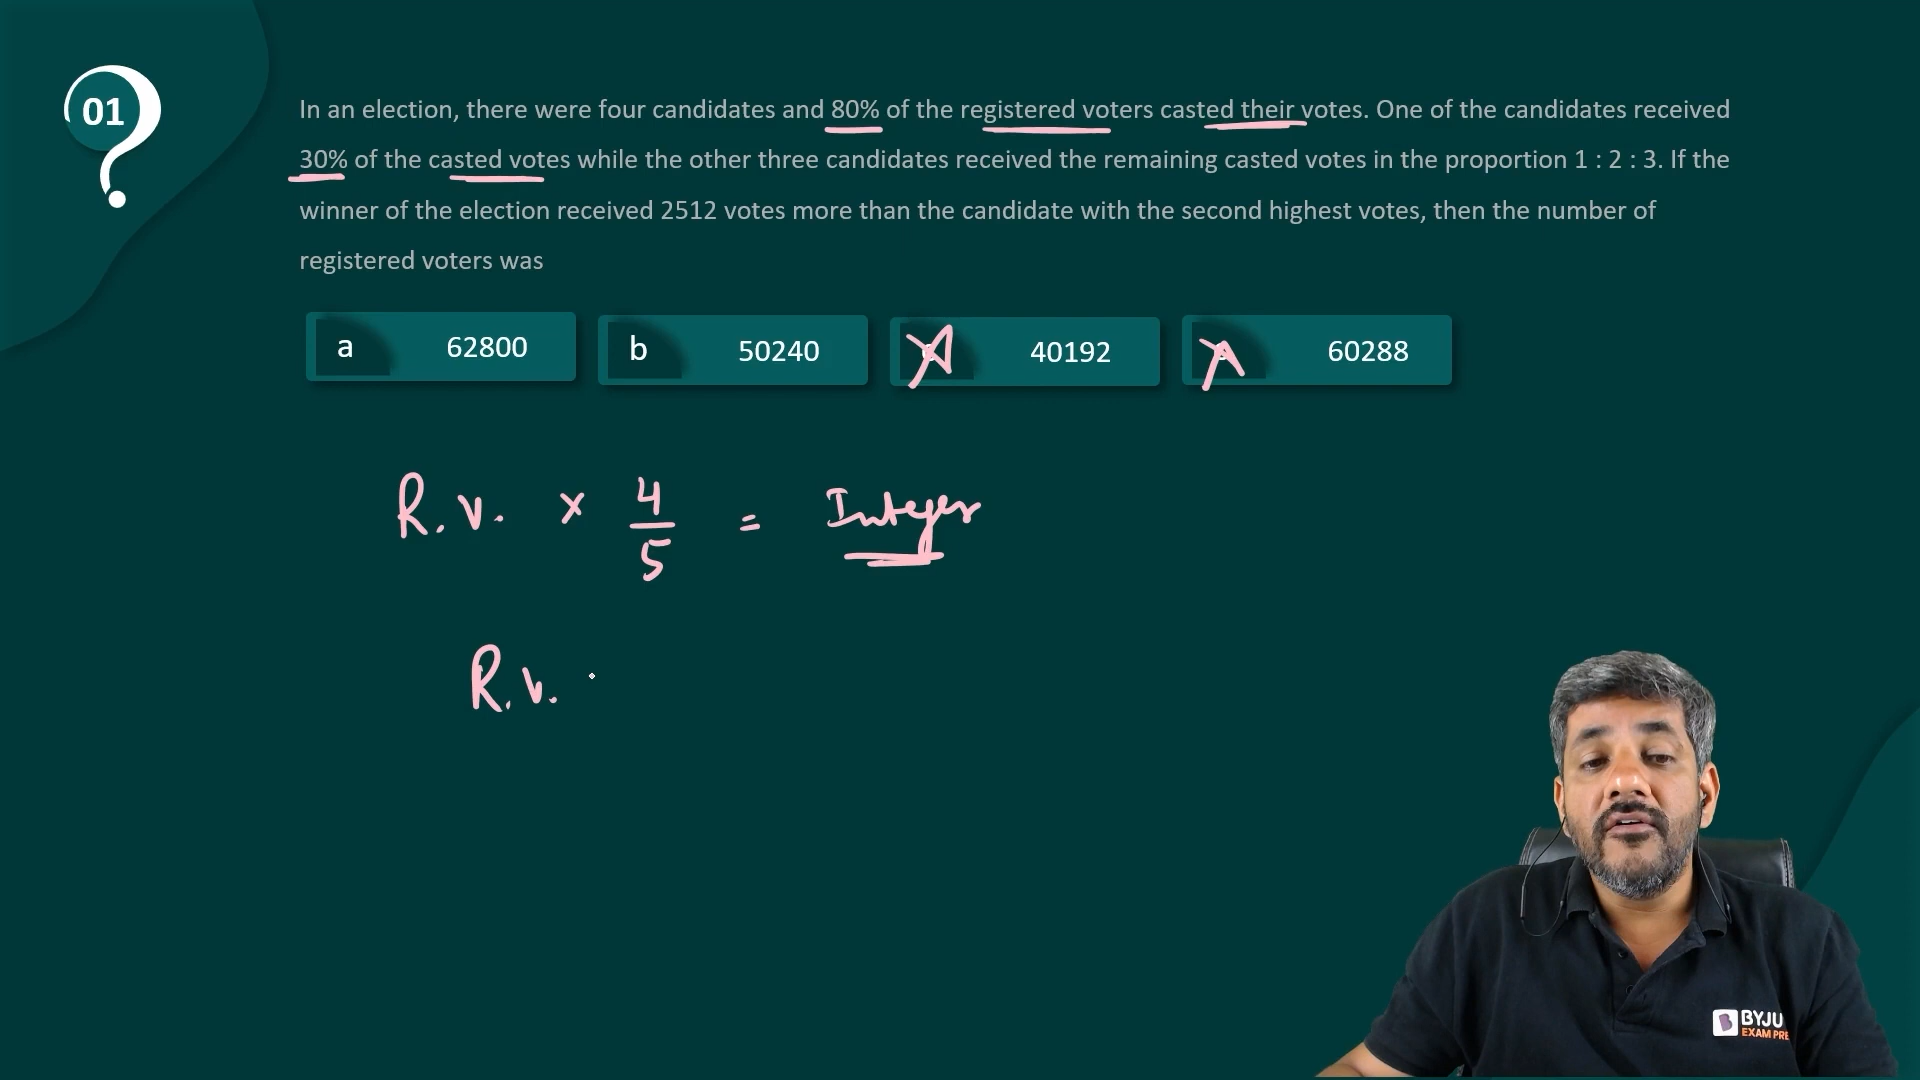 01
In an election, there were four candidates and 80% of the registered voters casted their votes. One of the candidates received
30% of the casted votes while the other three candidates received the remaining casted votes in the proportion 1 : 2 : 3. If the
winner of the election received 2512 votes more than the candidate with the second highest votes, then the number of
registered voters was
a 62800 b 50240 40192 60288
R.V. × 4/5 = Integer
R.V.
BYJU
EXAM PRE